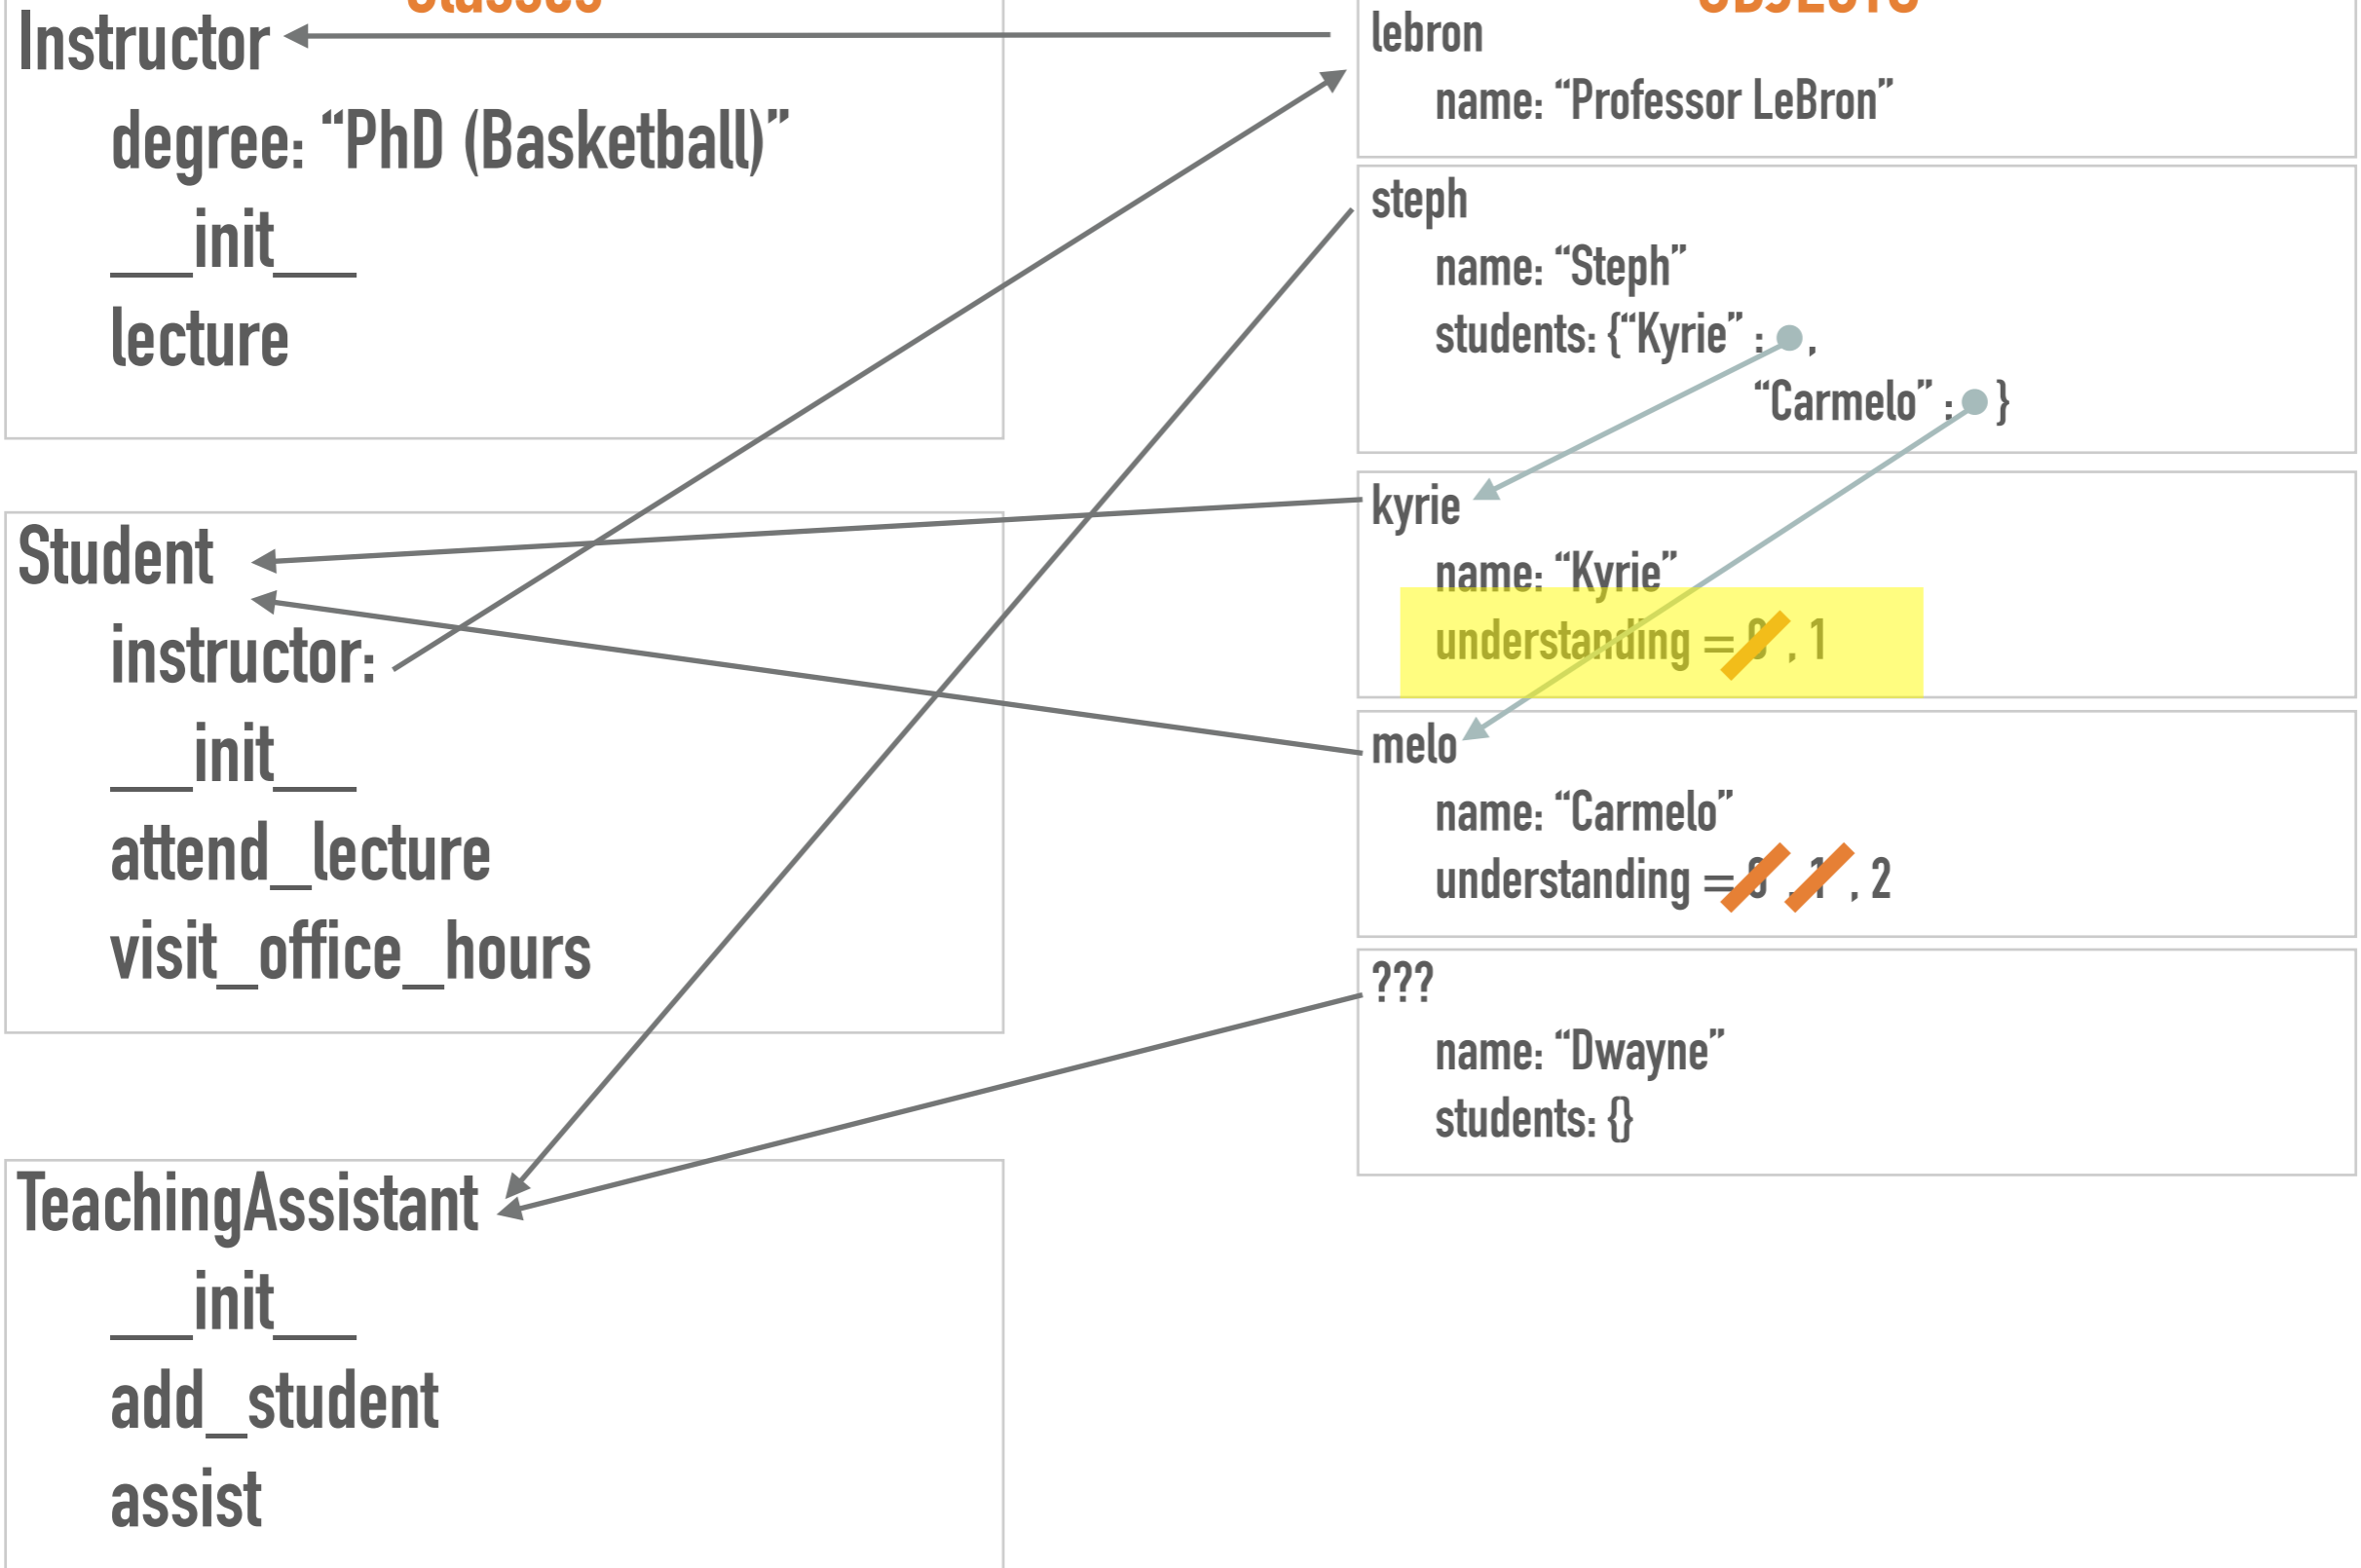 Instructor
degree: “PhD (Basketball)”
__init__
lecture
Student
instructor:
__init__
attend_lecture
visit_office_hours
TeachingAssistant
__init__
add_student
assist
lebron
name: “Professor LeBron”
steph
name: “Steph”
students: {“Kyrie” : ,
“Carmelo” : }
kyrie
name: “Kyrie”
understanding = 0 , 1
melo
name: “Carmelo”
understanding = 0 , 1 , 2
???
name: “Dwayne”
students: {}